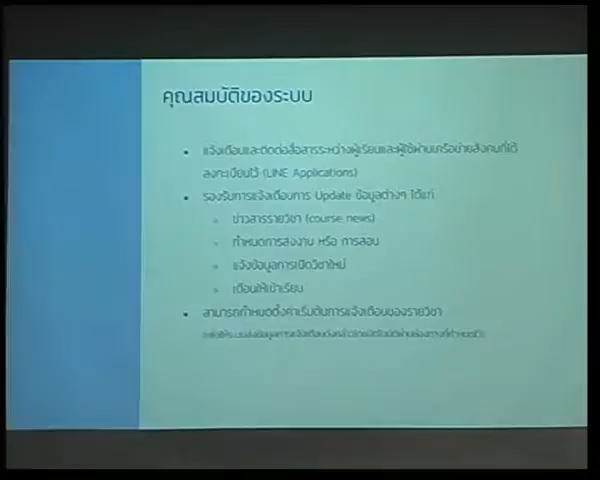 คุณสมบัติของระบบ
• แจ้งเตือนและติดต่อสื่อสารระหว่างผู้เรียนและผู้ใช้ผ่านเครือข่ายสังคมที่ได้
ลงทะเบียนไว้ (LINE Applications)
• รองรับการแจ้งเตือนการ Update ข้อมูลต่างๆ ได้แก่
ข่าวสารรายวิชา (course news)
กำหนดการส่งงาน หรือ การสอน
แจ้งข้อมูลการเปิดวิชาใหม่
เตือนให้เข้าเรียน
• สามารถกำหนดตั้งค่าเริ่มต้นการแจ้งเตือนของรายวิชา